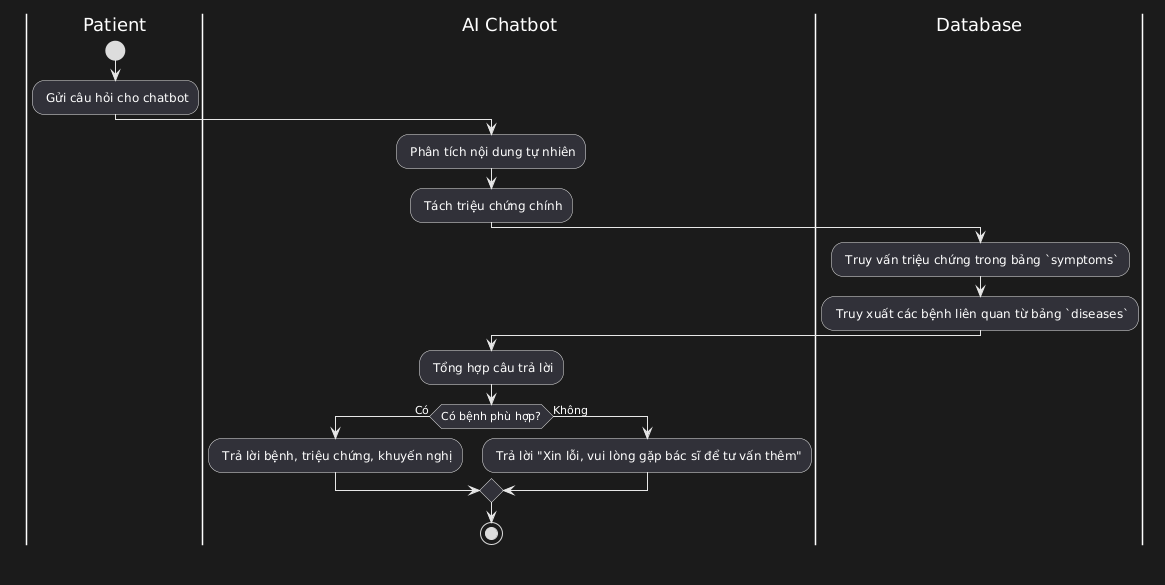 Patient
AI Chatbot
Database
Gửi câu hỏi cho chatbot
Phân tích nội dung tự nhiên
Tách triệu chứng chính
Truy vấn triệu chứng trong bảng `symptoms`
Truy xuất các bệnh liên quan từ bảng `diseases`
Tổng hợp câu trả lời
Có
Có bệnh phù hợp?
Không
Trả lời bệnh, triệu chứng, khuyến nghị
Trả lời "Xin lỗi, vui lòng gặp bác sĩ để tư vấn thêm"